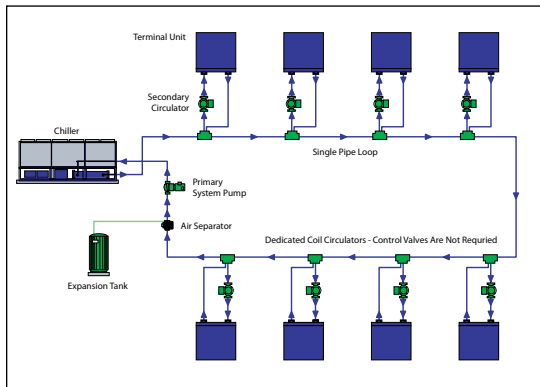 Terminal Unit
Secondary
Circulator
Chiller
Single Pipe Loop
Primary
System Pump
Air Separator
Dedicated Coil Circulators - Control Valves Are Not Requried
Expansion Tank